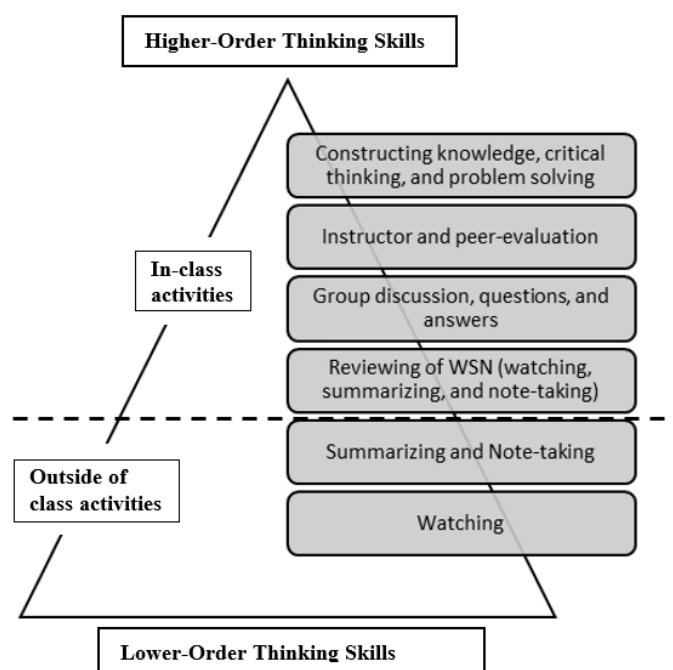 Higher-Order Thinking Skills
Constructing knowledge, critical
thinking, and problem solving
Instructor and peer-evaluation
In-class
activities
Group discussion, questions, and
answers
Reviewing of WSN (watching,
summarizing, and note-taking)
Summarizing and Note-taking
Outside of
class activities
Watching
Lower-Order Thinking Skills